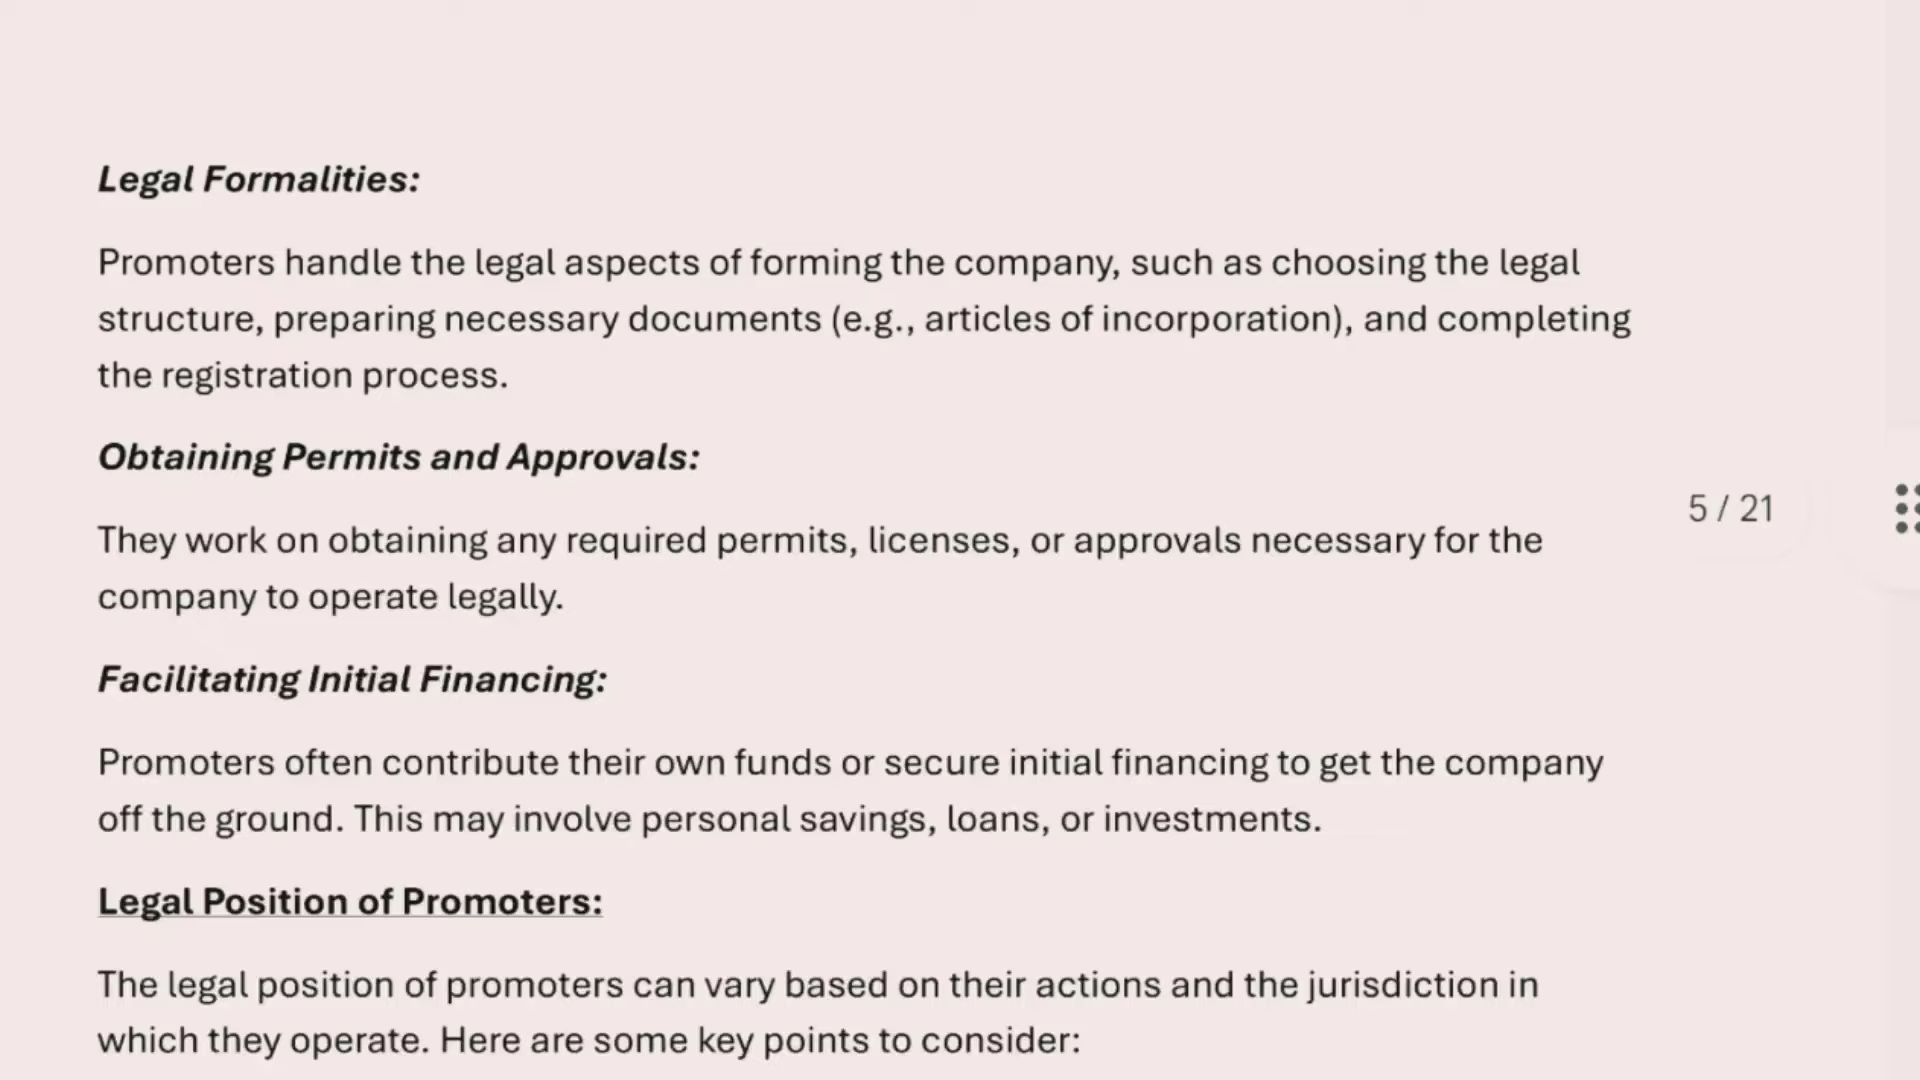 Legal Formalities:
Promoters handle the legal aspects of forming the company, such as choosing the legal
structure, preparing necessary documents (e.g., articles of incorporation), and completing
the registration process.
Obtaining Permits and Approvals:
They work on obtaining any required permits, licenses, or approvals necessary for the
company to operate legally.
5 / 21
Facilitating Initial Financing:
Promoters often contribute their own funds or secure initial financing to get the company
off the ground. This may involve personal savings, loans, or investments.
Legal Position of Promoters:
The legal position of promoters can vary based on their actions and the jurisdiction in
which they operate. Here are some key points to consider: